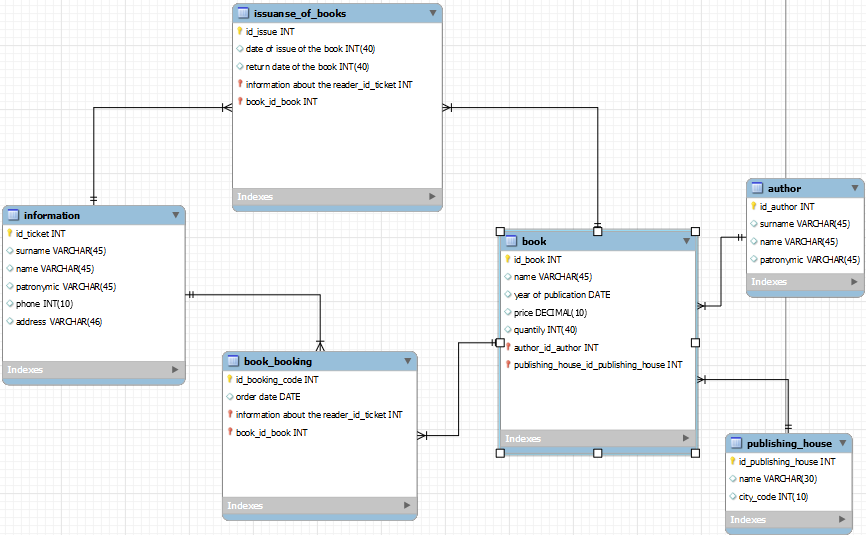 issuanse_of_books
id_issue INT
date of issue of the book INT(40)
return date of the book INT(40)
information about the reader_id_ticket INT
book_id_book INT
Indexes
information
id_ticket INT
surname VARCHAR(45)
name VARCHAR(45)
patronymic VARCHAR(45)
phone INT(10)
address VARCHAR(46)
Indexes
book_booking
id_booking_code INT
order date DATE
information about the reader_id_ticket INT
book_id_book INT
Indexes
book
id_book INT
name VARCHAR(45)
year of publication DATE
price DECIMAL(10)
quantily INT(40)
author_id_author INT
publishing_house_id_publishing_house INT
Indexes
author
id_author INT
surname VARCHAR(45)
name VARCHAR(45)
patronymic VARCHAR(45)
Indexes
publishing_house
id_publishing_house INT
name VARCHAR(30)
city_code INT(10)
Indexes